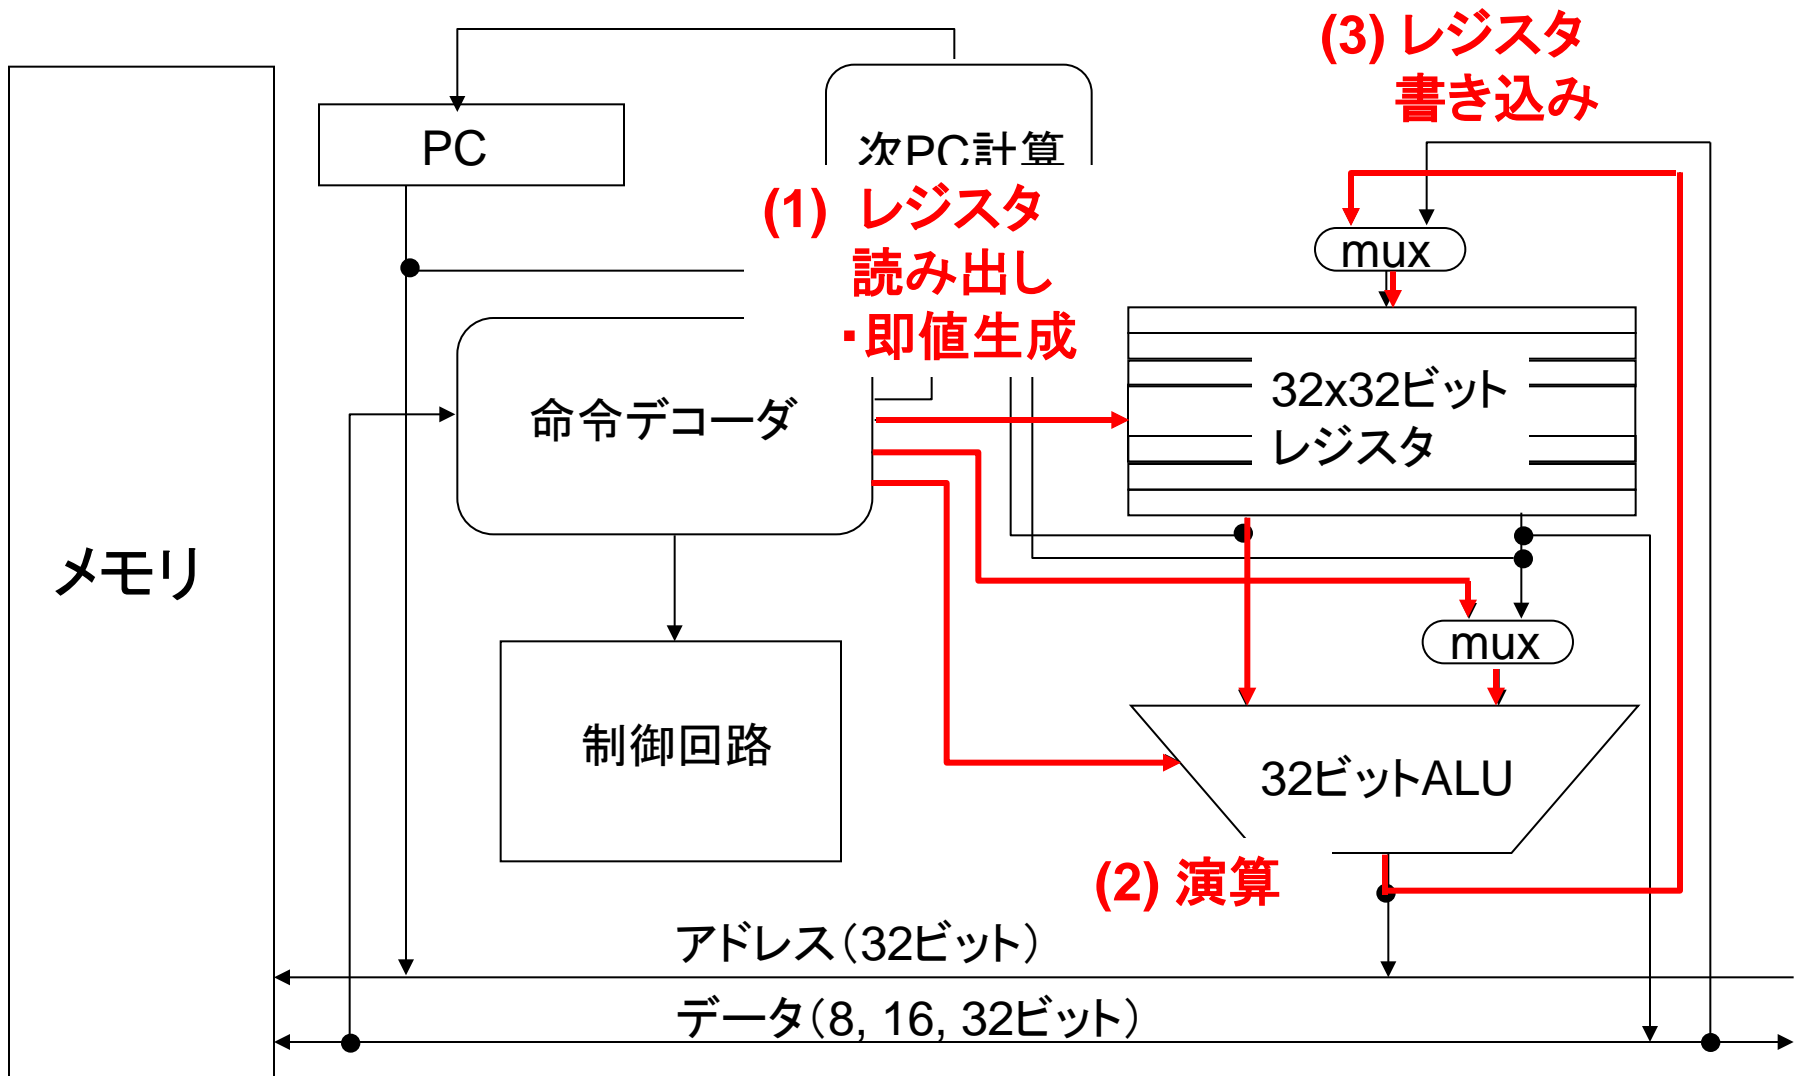 (3) レジスタ
書き込み
PC
次PC計算
(1) レジスタ
読み出し
・即値生成
mux
命令デコーダ
32x32ビット
レジスタ
メモリ
mux
制御回路
32ビットALU
(2) 演算
アドレス(32ビット)
データ(8, 16, 32ビット)